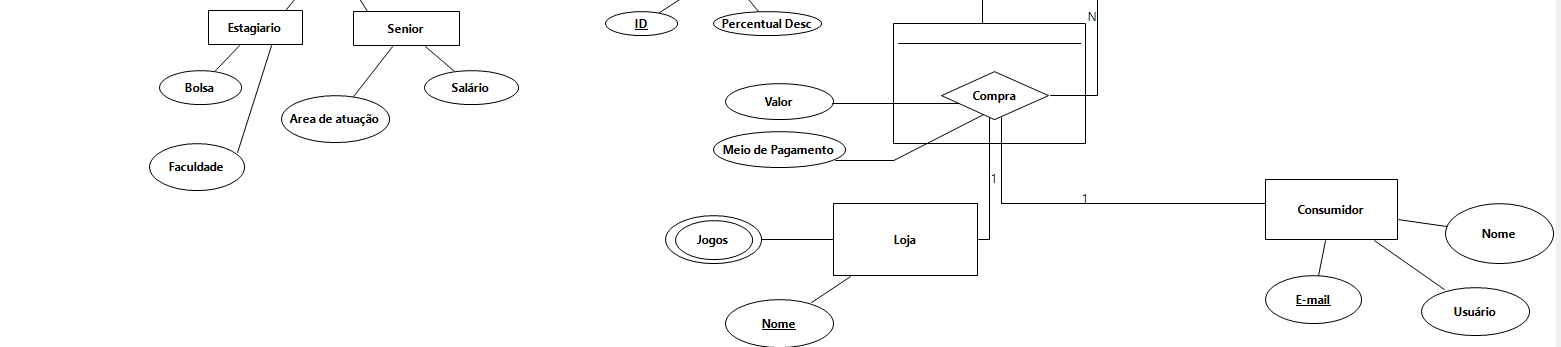 N
Estagiario
Senior
ID
Percentual Desc
Bolsa
Salário
Valor
Compra
Area de atuação
Meio de Pagamento
Faculdade
1
1
Consumidor
Jogos
Loja
Nome
E-mail
Usuário
Nome